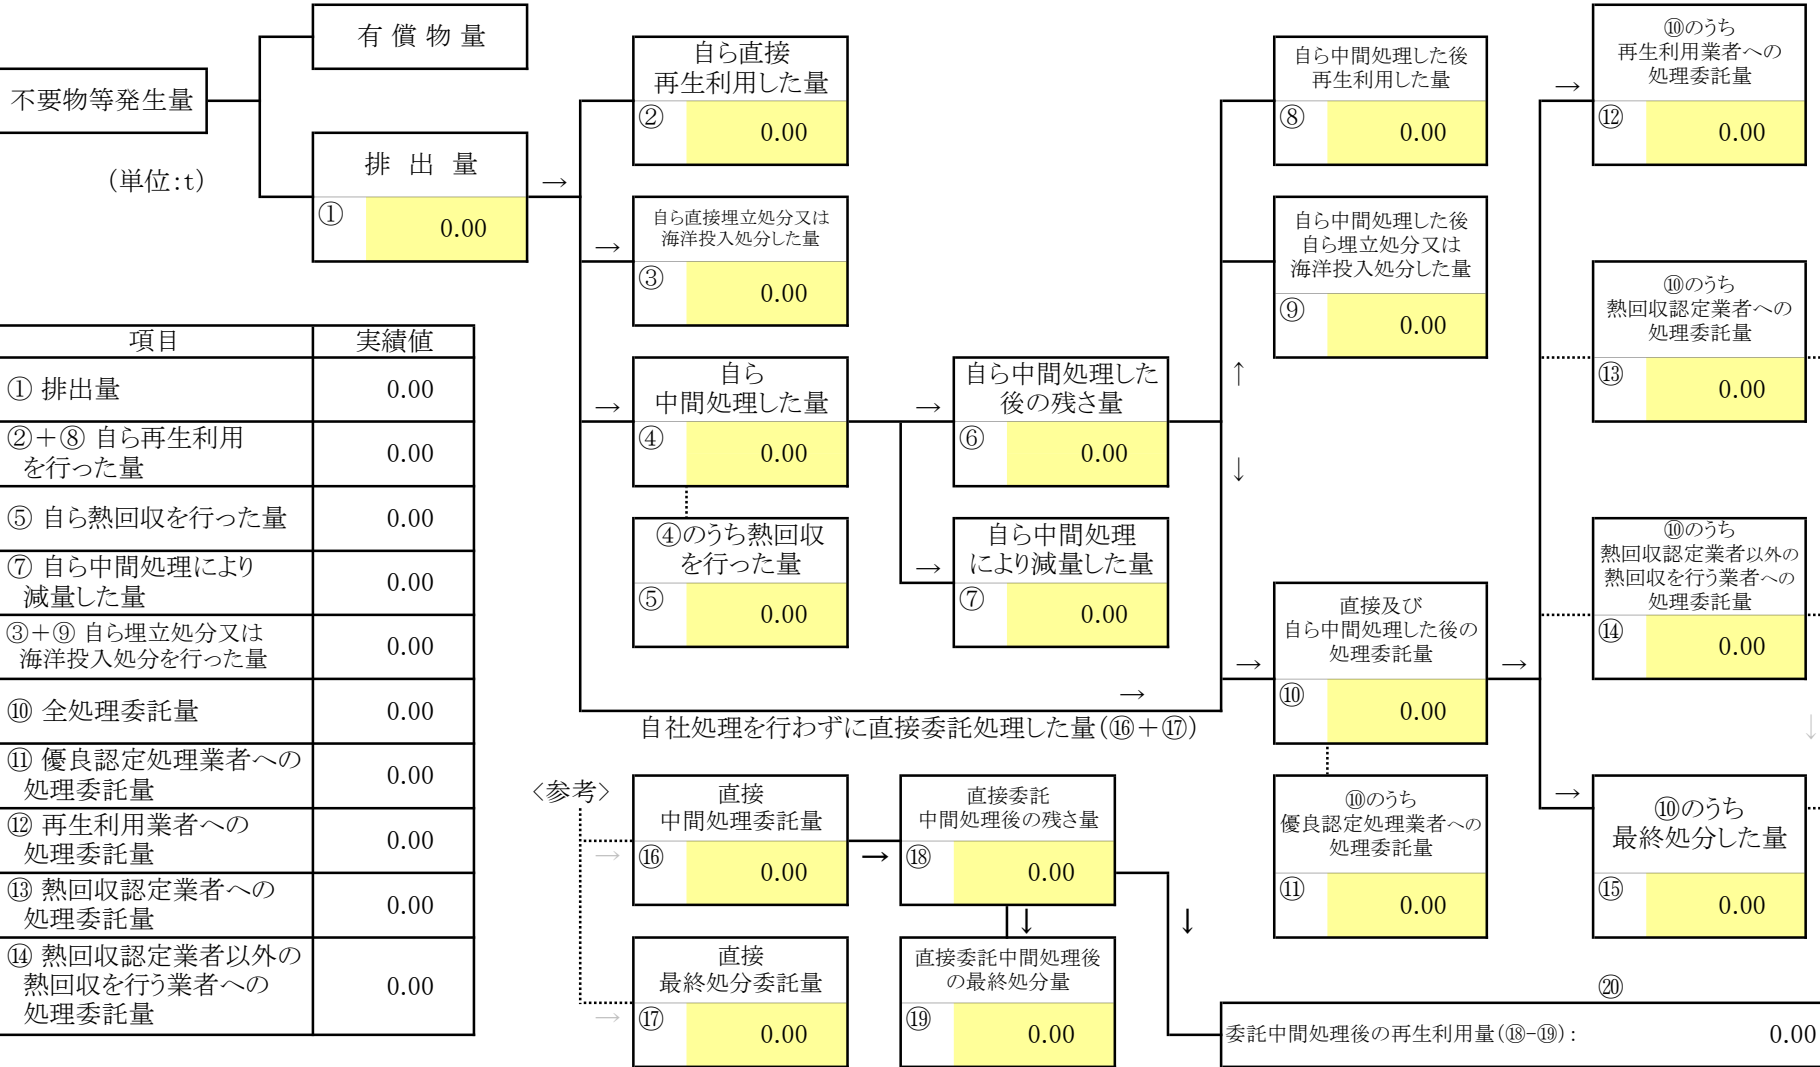 有 償 物 量
不要物等発生量
(単位:t)
排 出 量
①
0.00
→
自ら直接
再生利用した量
②
0.00
→
自ら直接埋立処分又は
海洋投入処分した量
③
0.00
→
自ら
中間処理した量
④
0.00
④のうち熱回収
を行った量
⑤
0.00
→
自ら中間処理した
後の残さ量
⑥
0.00
→
自ら中間処理
により減量した量
⑦
0.00
↑
↓
自ら中間処理した後
再生利用した量
⑧
0.00
自ら中間処理した後
自ら埋立処分又は
海洋投入処分した量
⑨
0.00
→
自社処理を行わずに直接委託処理した量(⑯+⑰)
→
直接及び
自ら中間処理した後の
処理委託量
⑩
0.00
→
⑩のうち
優良認定処理業者への
処理委託量
⑪
0.00
→
⑩のうち
再生利用業者への
処理委託量
⑫
0.00
⑩のうち
熱回収認定業者への
処理委託量
⑬
0.00
⑩のうち
熱回収認定業者以外の
熱回収を行う業者への
処理委託量
⑭
0.00
↓
→
⑩のうち
最終処分した量
⑮
0.00
項目 実績値
① 排出量 0.00
②+⑧ 自ら再生利用
を行った量
0.00
⑤ 自ら熱回収を行った量 0.00
⑦ 自ら中間処理により
減量した量
0.00
③+⑨ 自ら埋立処分又は
海洋投入処分を行った量
0.00
⑩ 全処理委託量 0.00
⑪ 優良認定処理業者への
処理委託量
0.00
⑫ 再生利用業者への
処理委託量
0.00
⑬ 熱回収認定業者への
処理委託量
0.00
⑭ 熱回収認定業者以外の
熱回収を行う業者への
処理委託量
0.00
〈参考〉
→
直接
中間処理委託量
⑯
0.00
→
直接委託
中間処理後の残さ量
⑱
0.00
↓
↓
→
直接
最終処分委託量
⑰
0.00
直接委託中間処理後
の最終処分量
⑲
0.00
⑳
委託中間処理後の再生利用量(⑱-⑲): 0.00